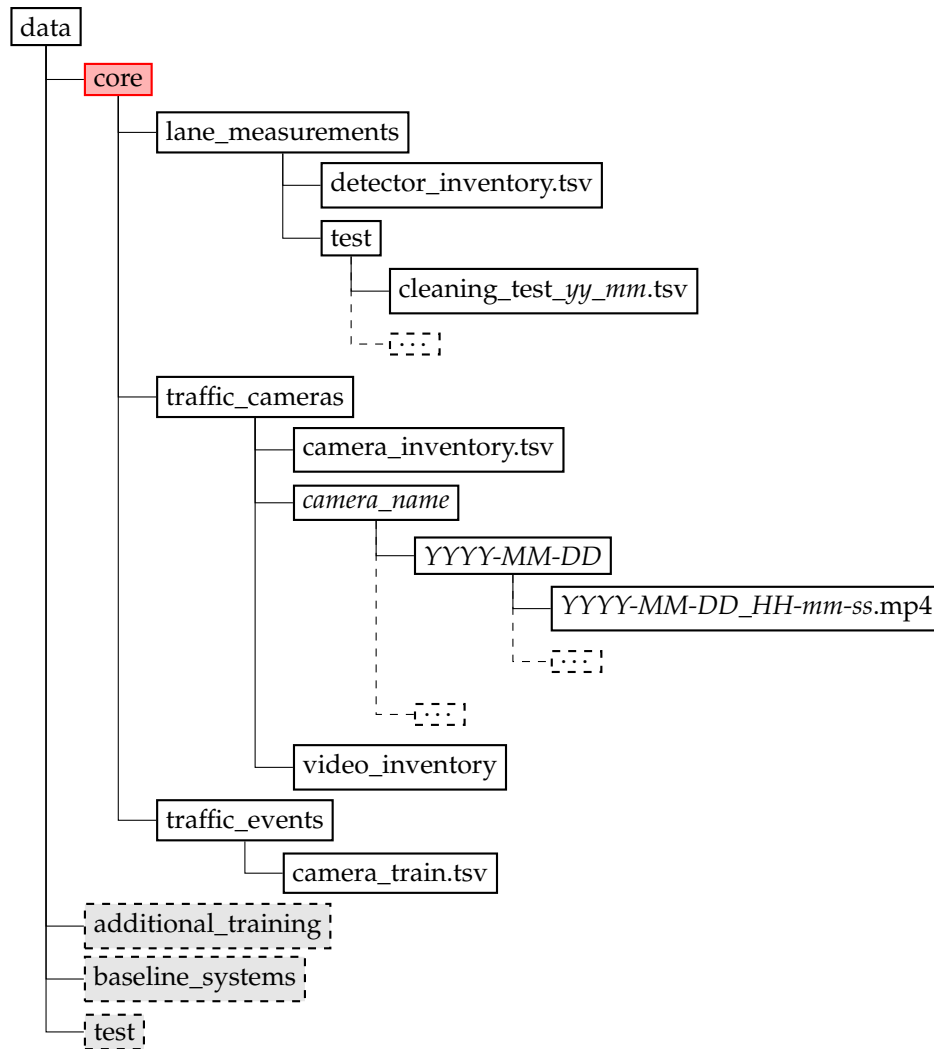 data
core
lane_measurements
detector_inventory.tsv
test
cleaning_test_yy_mm.tsv
...
traffic_cameras
camera_inventory.tsv
camera_name
YYYY-MM-DD
YYYY-MM-DD_HH-mm-ss.mp4
...
...
video_inventory
traffic_events
camera_train.tsv
additional_training
baseline_systems
test